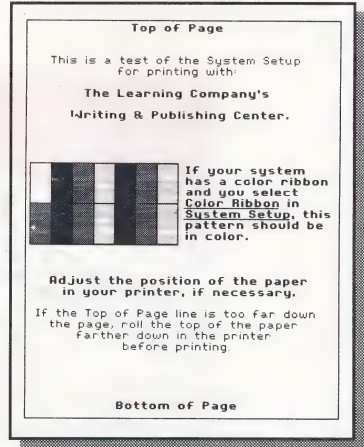 Top of Page
This is a test of the System Setup
for printing with:
The Learning Company's
Writing & Publishing Center.
If your system
has a color ribbon
and you select
Color Ribbon in
System Setup, this
pattern should be
in color.
Adjust the position of the paper
in your printer, if necessary.
If the Top of Page line is too far down
the page, roll the top of the paper
farther down in the printer
before printing.
Bottom of Page